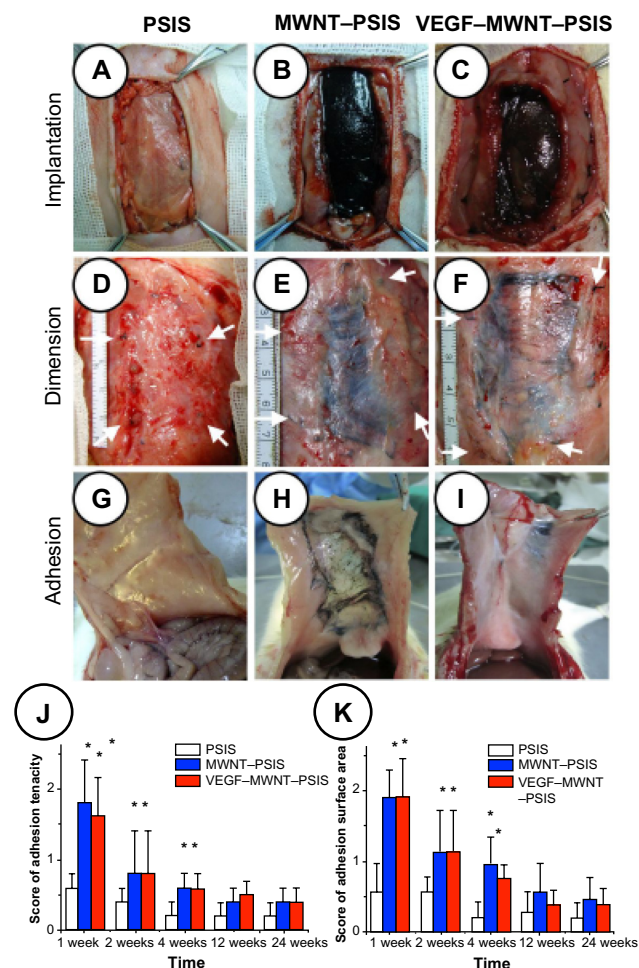 PSIS MWNT–PSIS VEGF–MWNT–PSIS
Implantation
A B C
Dimension
D E F
Adhesion
G H I
J
Score of adhesion tenacity
2
1
0
* * *
* *
* *
PSIS
MWNT–PSIS
VEGF–MWNT–PSIS
1 week 2 weeks 4 weeks 12 weeks 24 weeks
Time
K
Score of adhesion surface area
2
1
0
* *
* *
*
*
PSIS
MWNT–PSIS
VEGF–MWNT
–PSIS
1 week 2 weeks 4 weeks 12 weeks 24 weeks
Time